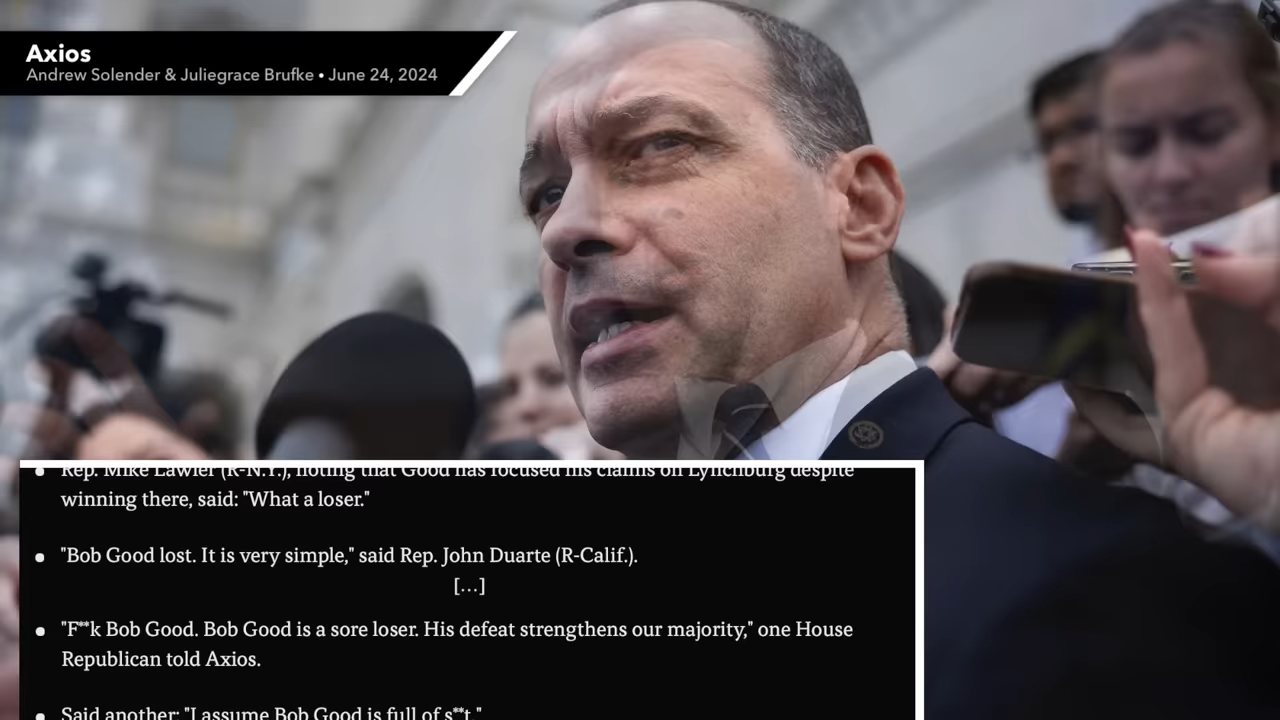 Axios
Andrew Solender & Juliegrace Brufke • June 24, 2024
• Rep. Mike Lawler (R-N.Y.), noting that Good has focused his claims on Lynchburg despite
winning there, said: "What a loser."
• "Bob Good lost. It is very simple," said Rep. John Duarte (R-Calif.).
[...]
• "F**k Bob Good. Bob Good is a sore loser. His defeat strengthens our majority," one House
Republican told Axios.
• Said another: "I assume Bob Good is full of s**t."